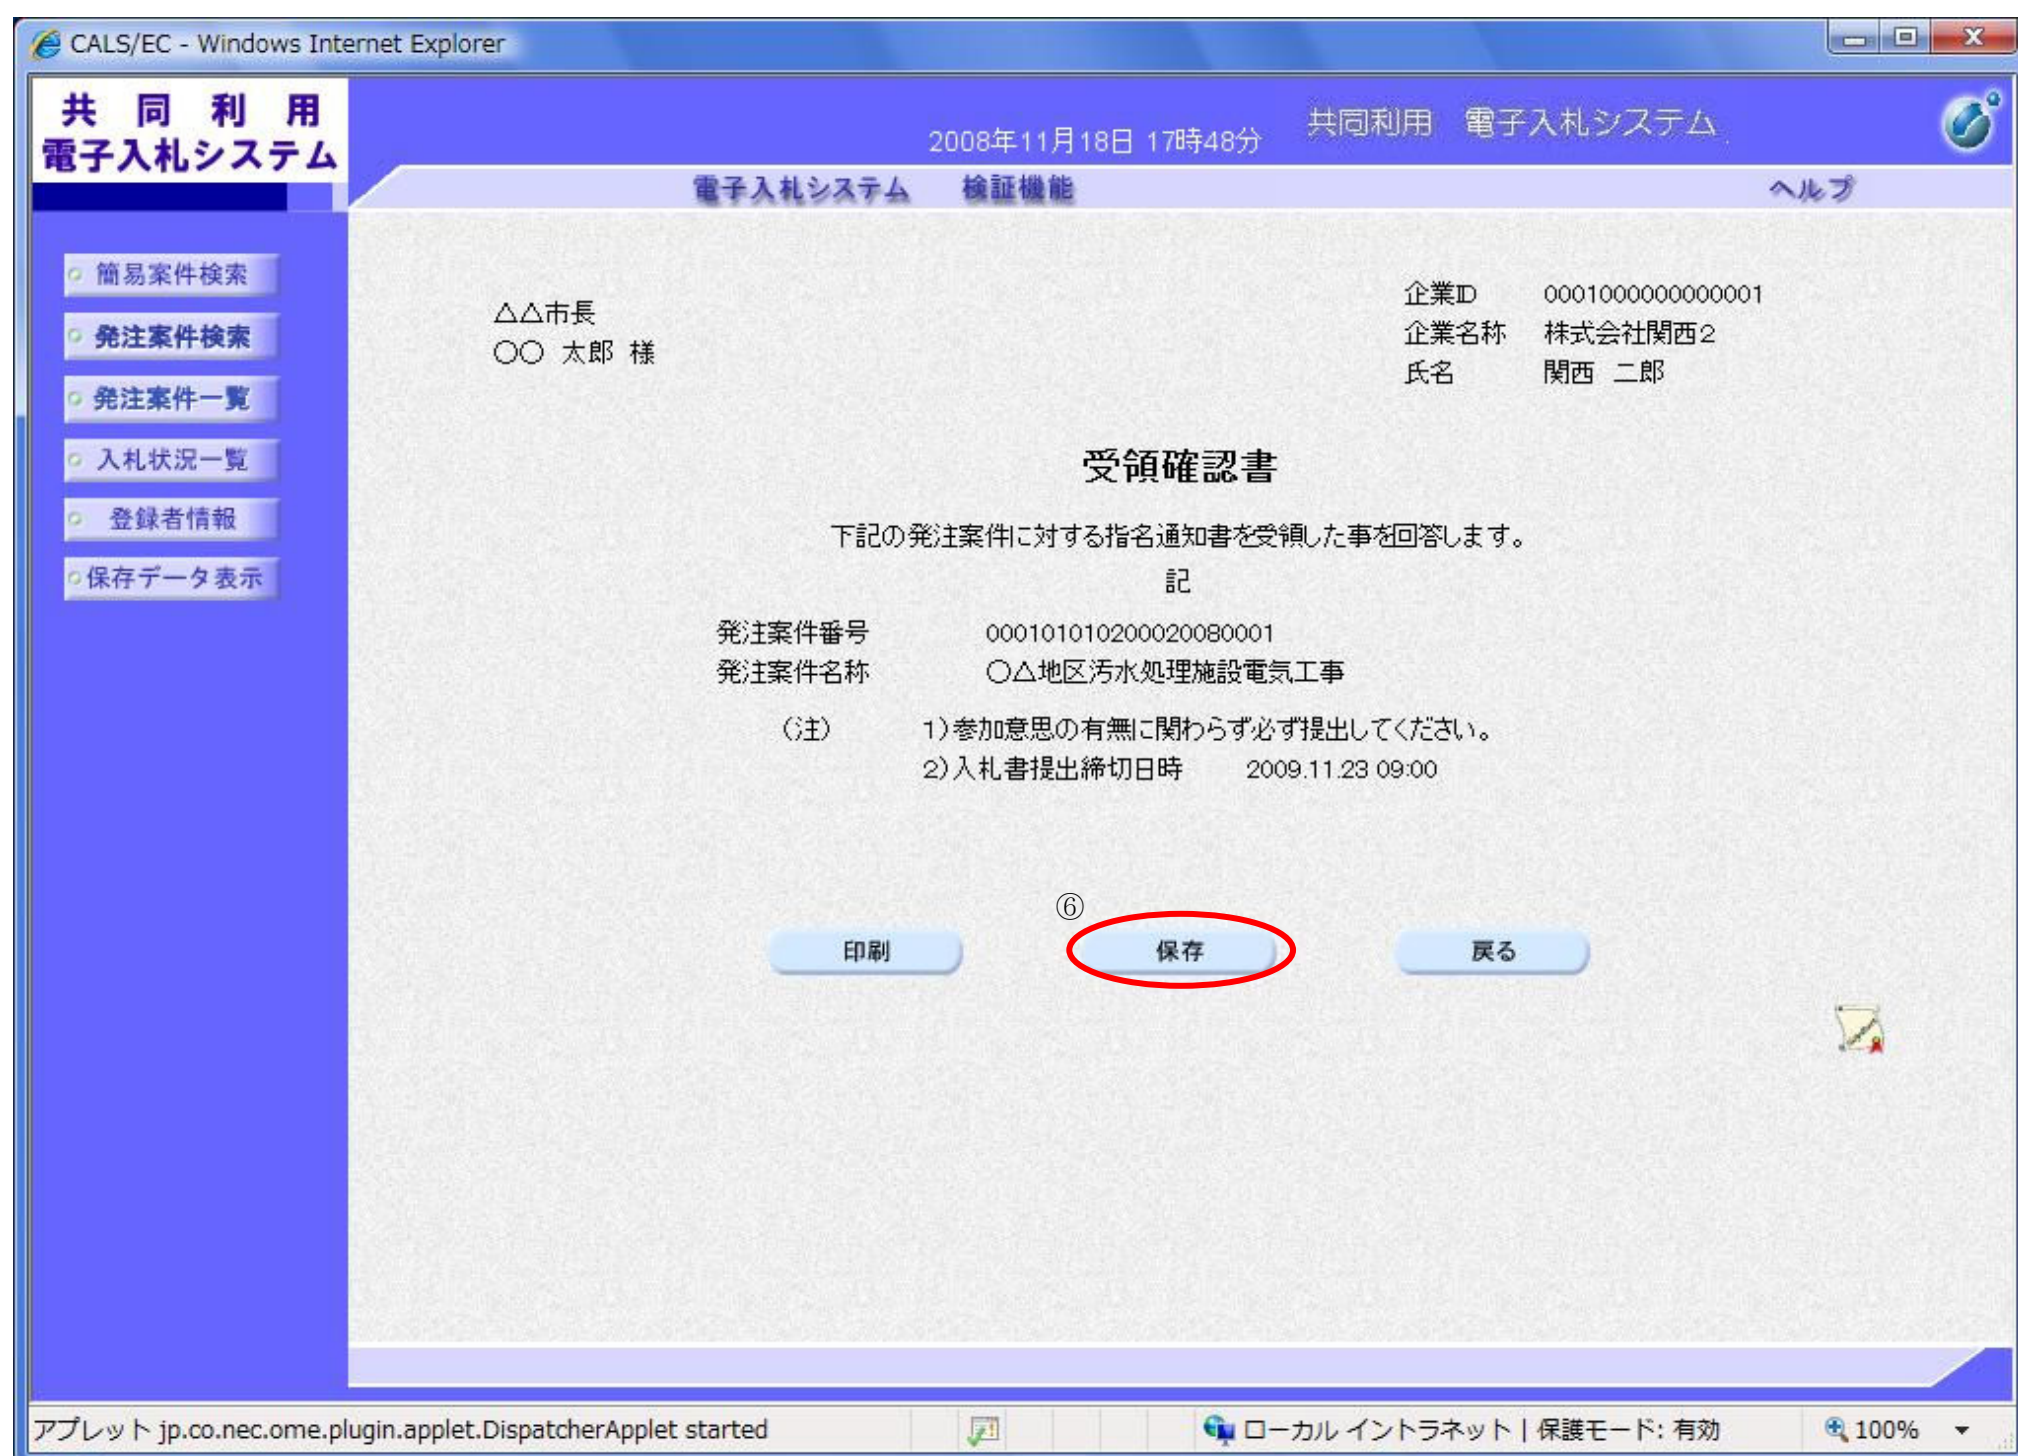 CALS/EC - Windows Internet Explorer
共同利用
電子入札システム
2008年11月18日 17時48分
共同利用 電子入札システム
電子入札システム 検証機能 ヘルプ
簡易案件検索
発注案件検索
発注案件一覧
入札状況一覧
登録者情報
保存データ表示
△△市長
〇〇 太郎 様
企業ID 0001000000000001
企業名称 株式会社関西2
氏名 関西 二郎
受領確認書
下記の発注案件に対する指名通知書を受領した事を回答します。
記
発注案件番号 000101010200020080001
発注案件名称 〇△地区汚水処理施設電気工事
(注) 1)参加意思の有無に関わらず必ず提出してください。
2)入札書提出締切日時 2009.11.23 09:00
⑥
印刷 保存 戻る
アプレット jp.co.nec.ome.plugin.applet.DispatcherApplet started
ローカル イントラネット | 保護モード: 有効
100%